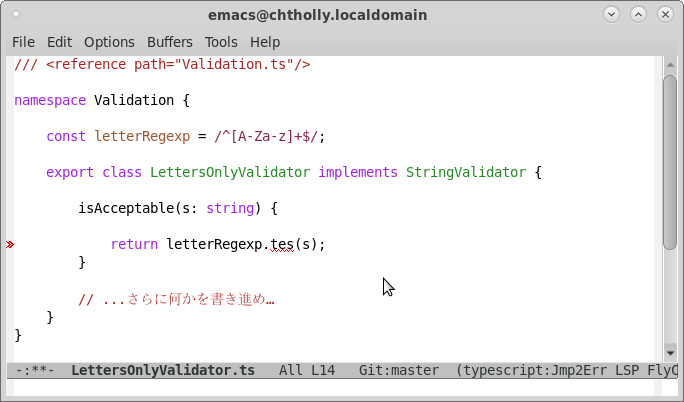 emacs@chtholly.localdomain
File Edit Options Buffers Tools Help
/// <reference path="Validation.ts"/>
namespace Validation {
const letterRegexp = /^[A-Za-z]+$/;
export class LettersOnlyValidator implements StringValidator {
isAcceptable(s: string) {
return letterRegexp.tes(s);
}
// ...さらに何かを書き進め…
}
}
-:**- LettersOnlyValidator.ts All L14 Git:master (typescript:Jmp2Err LSP FlyC